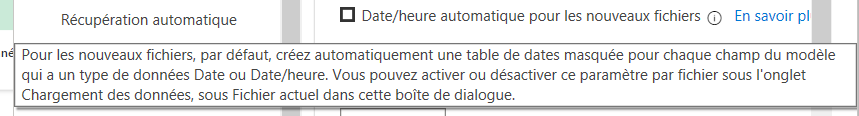 Récupération automatique
Date/heure automatique pour les nouveaux fichiers
En savoir pl
né
Pour les nouveaux fichiers, par défaut, créez automatiquement une table de dates masquée pour chaque champ du modèle
qui a un type de données Date ou Date/heure. Vous pouvez activer ou désactiver ce paramètre par fichier sous l'onglet
Chargement des données, sous Fichier actuel dans cette boîte de dialogue.